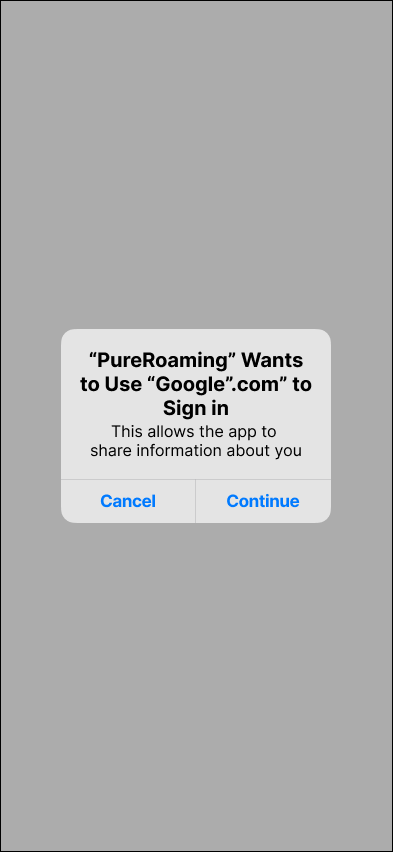 “PureRoaming” Wants
to Use “Google”.com” to
Sign in
This allows the app to
share information about you
Cancel
Continue